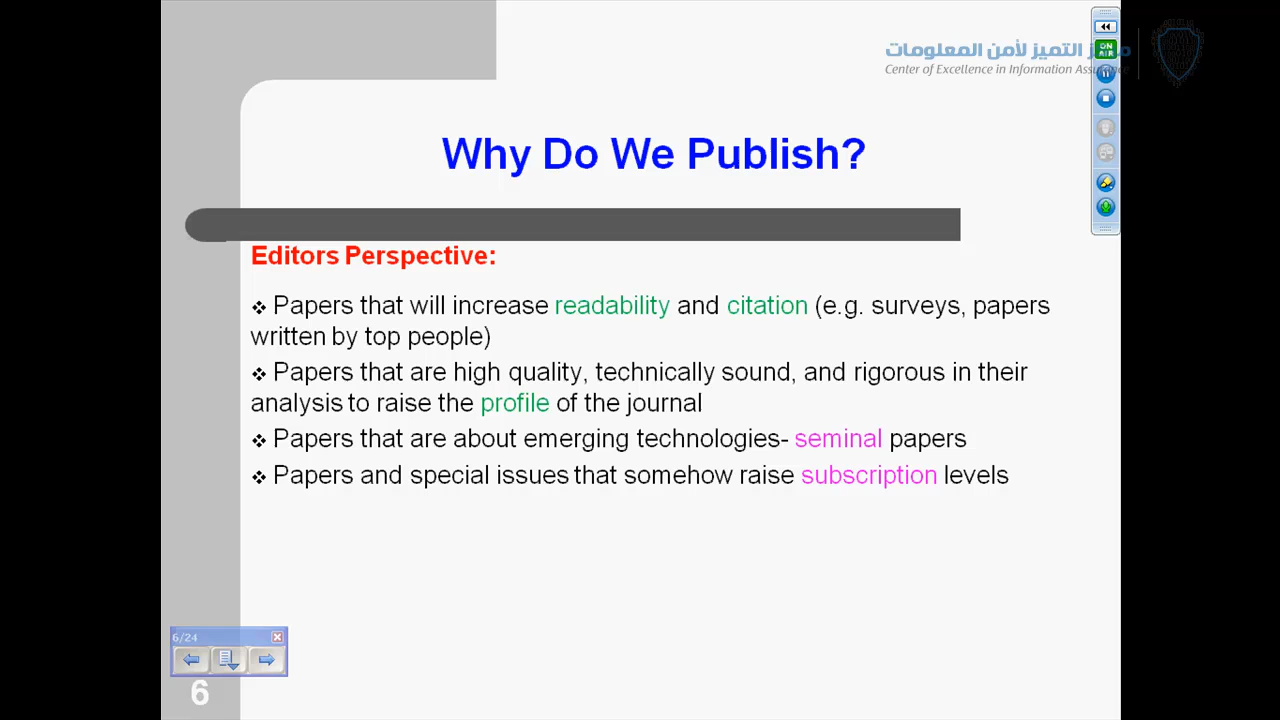 مركز التميز لأمن المعلومات
Center of Excellence in Information Assurance
ON
AIR
Why Do We Publish?
Editors Perspective:
❖ Papers that will increase readability and citation (e.g. surveys, papers
written by top people)
❖ Papers that are high quality, technically sound, and rigorous in their
analysis to raise the profile of the journal
❖ Papers that are about emerging technologies- seminal papers
❖ Papers and special issues that somehow raise subscription levels
6/24
6